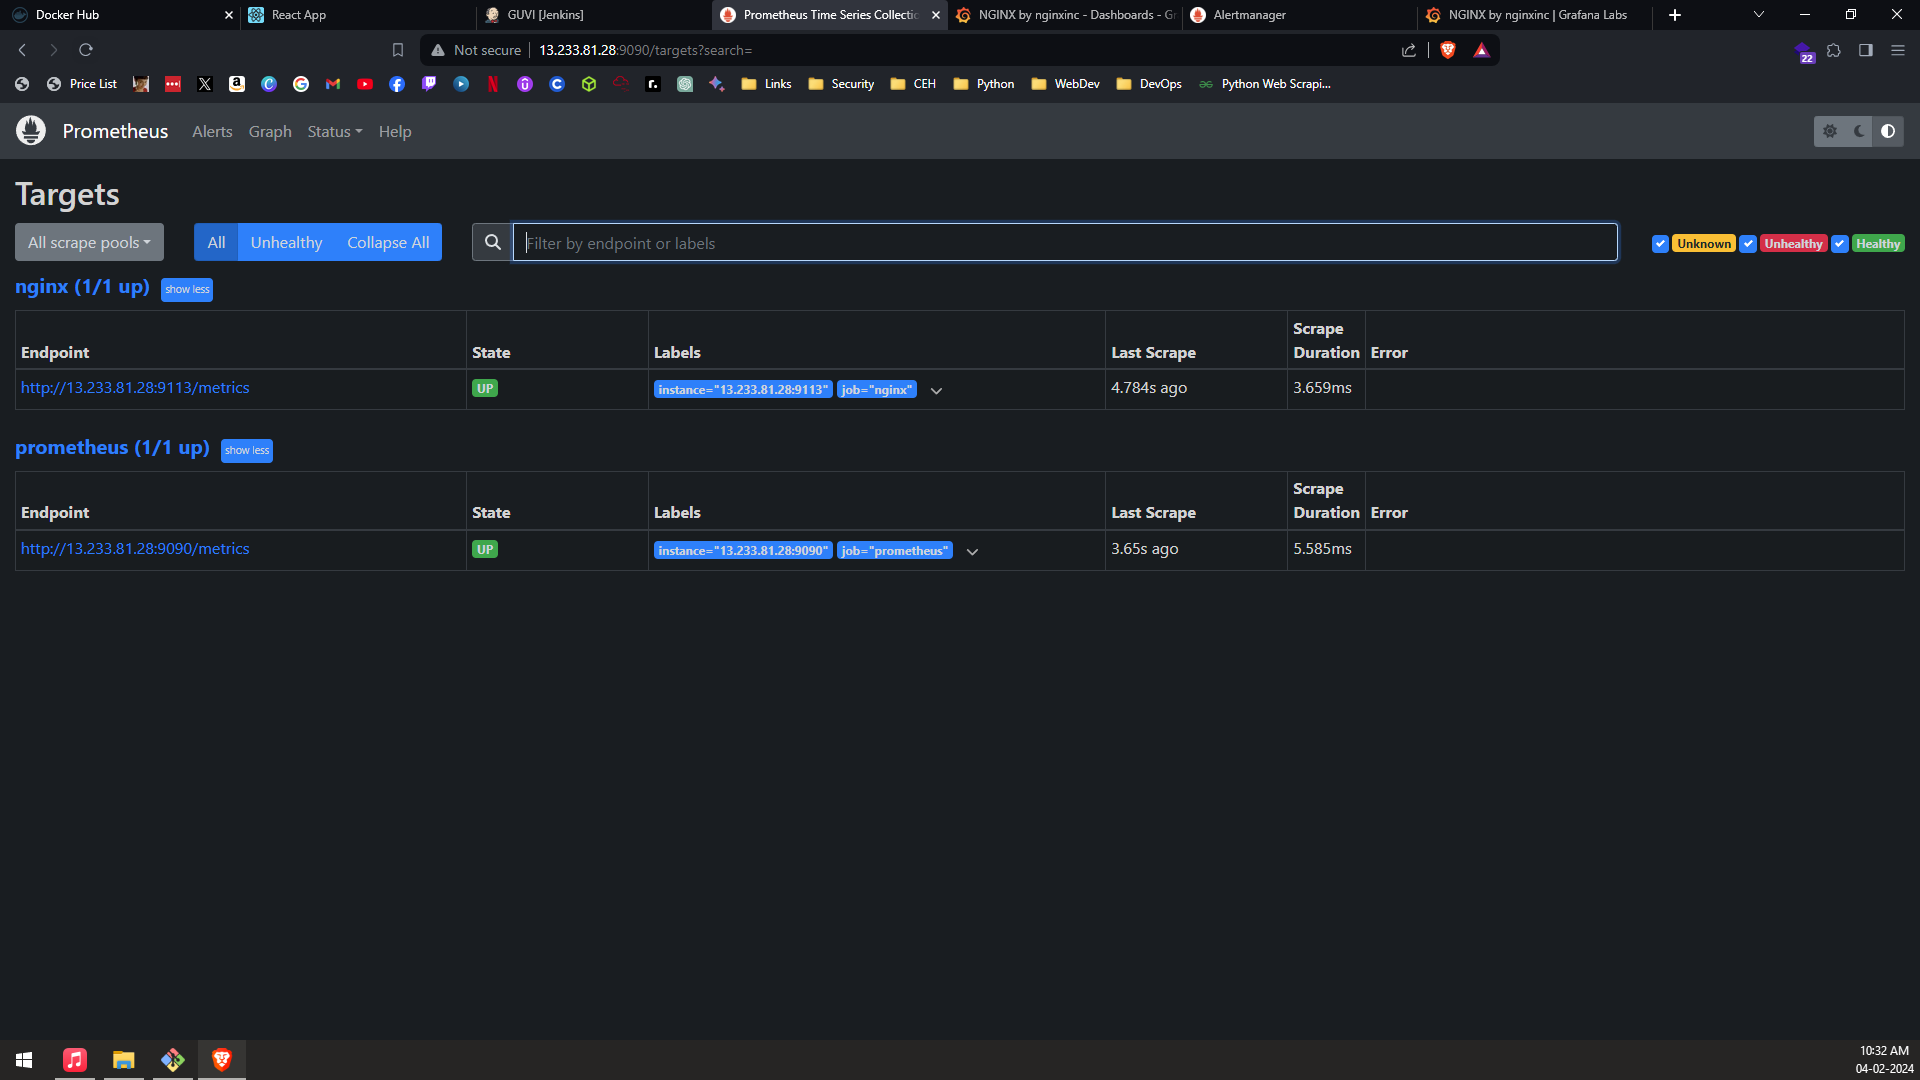 Docker Hub
React App
GUVI [Jenkins]
Prometheus Time Series Collectic
NGINX by nginxinc - Dashboards - Gr
Alertmanager
NGINX by nginxinc | Grafana Labs
Not secure 13.233.81.28:9090/targets?search=
22
Price List
Links
Security
CEH
Python
WebDev
DevOps
Python Web Scrapi...
Prometheus Alerts Graph Status Help
Targets
All scrape pools
All Unhealthy Collapse All
Filter by endpoint or labels
Unknown Unhealthy Healthy
nginx (1/1 up) show less
Endpoint State Labels Last Scrape Scrape Duration Error
http://13.233.81.28:9113/metrics UP instance="13.233.81.28:9113" job="nginx" 4.784s ago 3.659ms
prometheus (1/1 up) show less
Endpoint State Labels Last Scrape Scrape Duration Error
http://13.233.81.28:9090/metrics UP instance="13.233.81.28:9090" job="prometheus" 3.65s ago 5.585ms
10:32 AM
04-02-2024